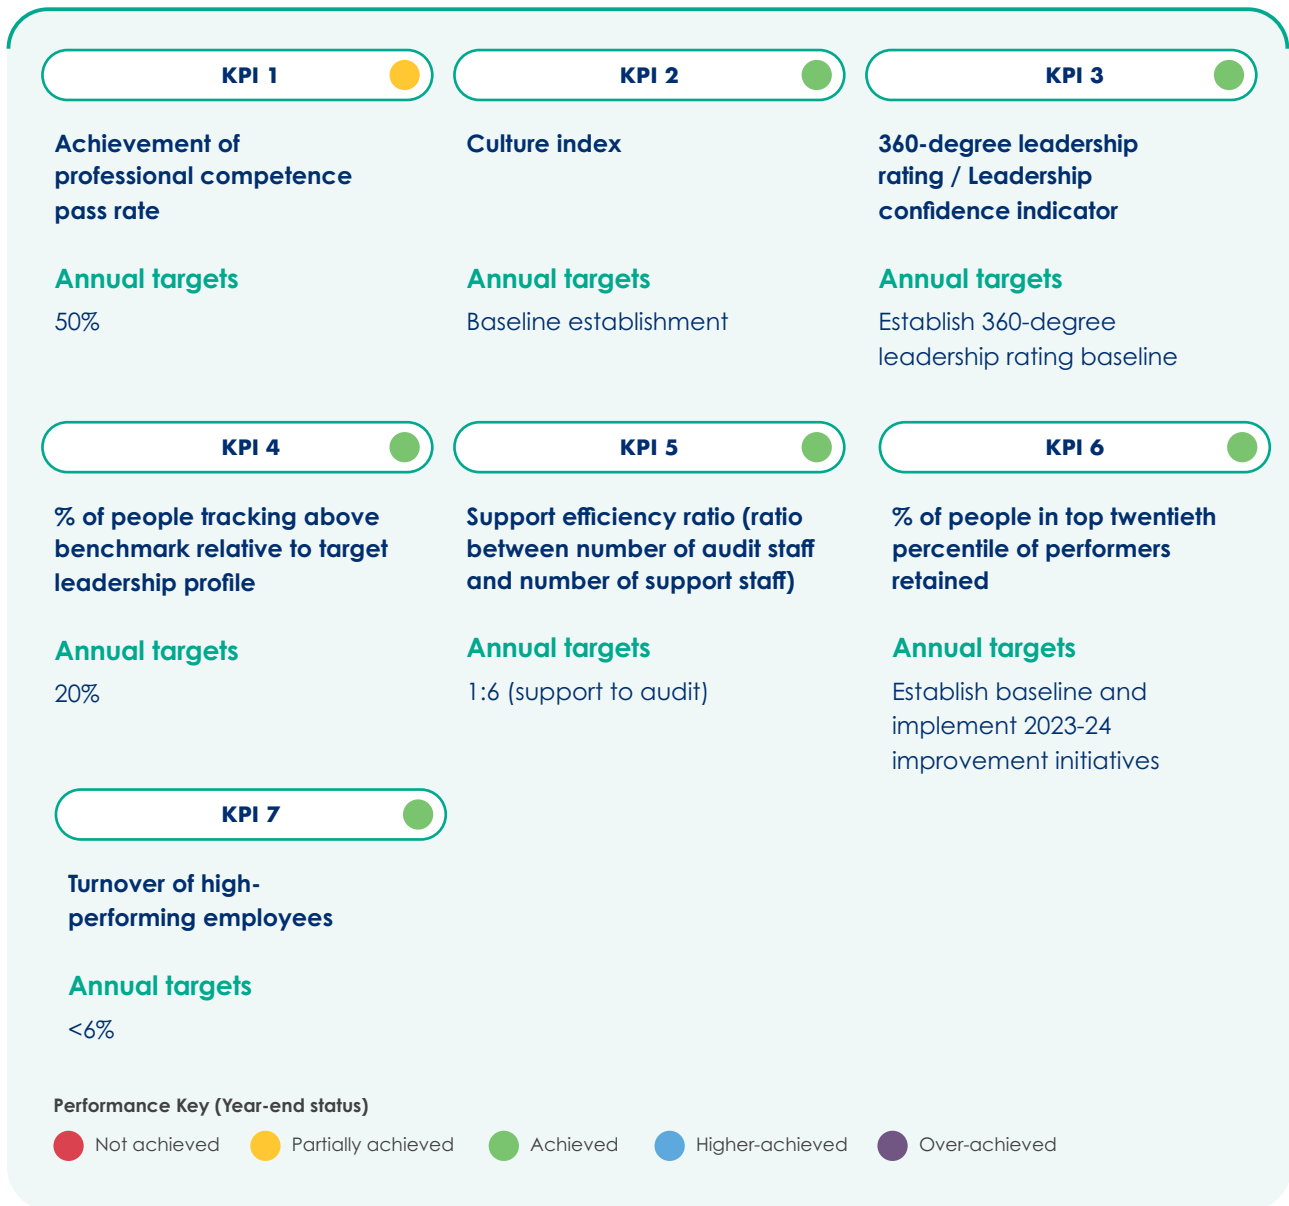 KPI 1
Achievement of
professional competence
pass rate
Annual targets
50%
KPI 2
Culture index
Annual targets
Baseline establishment
KPI 3
360-degree leadership
rating / Leadership
confidence indicator
Annual targets
Establish 360-degree
leadership rating baseline
KPI 4
% of people tracking above
benchmark relative to target
leadership profile
Annual targets
20%
KPI 5
Support efficiency ratio (ratio
between number of audit staff
and number of support staff)
Annual targets
1:6 (support to audit)
KPI 6
% of people in top twentieth
percentile of performers
retained
Annual targets
Establish baseline and
implement 2023-24
improvement initiatives
KPI 7
Turnover of high-
performing employees
Annual targets
<6%
Performance Key (Year-end status)
Not achieved Partially achieved Achieved Higher-achieved Over-achieved